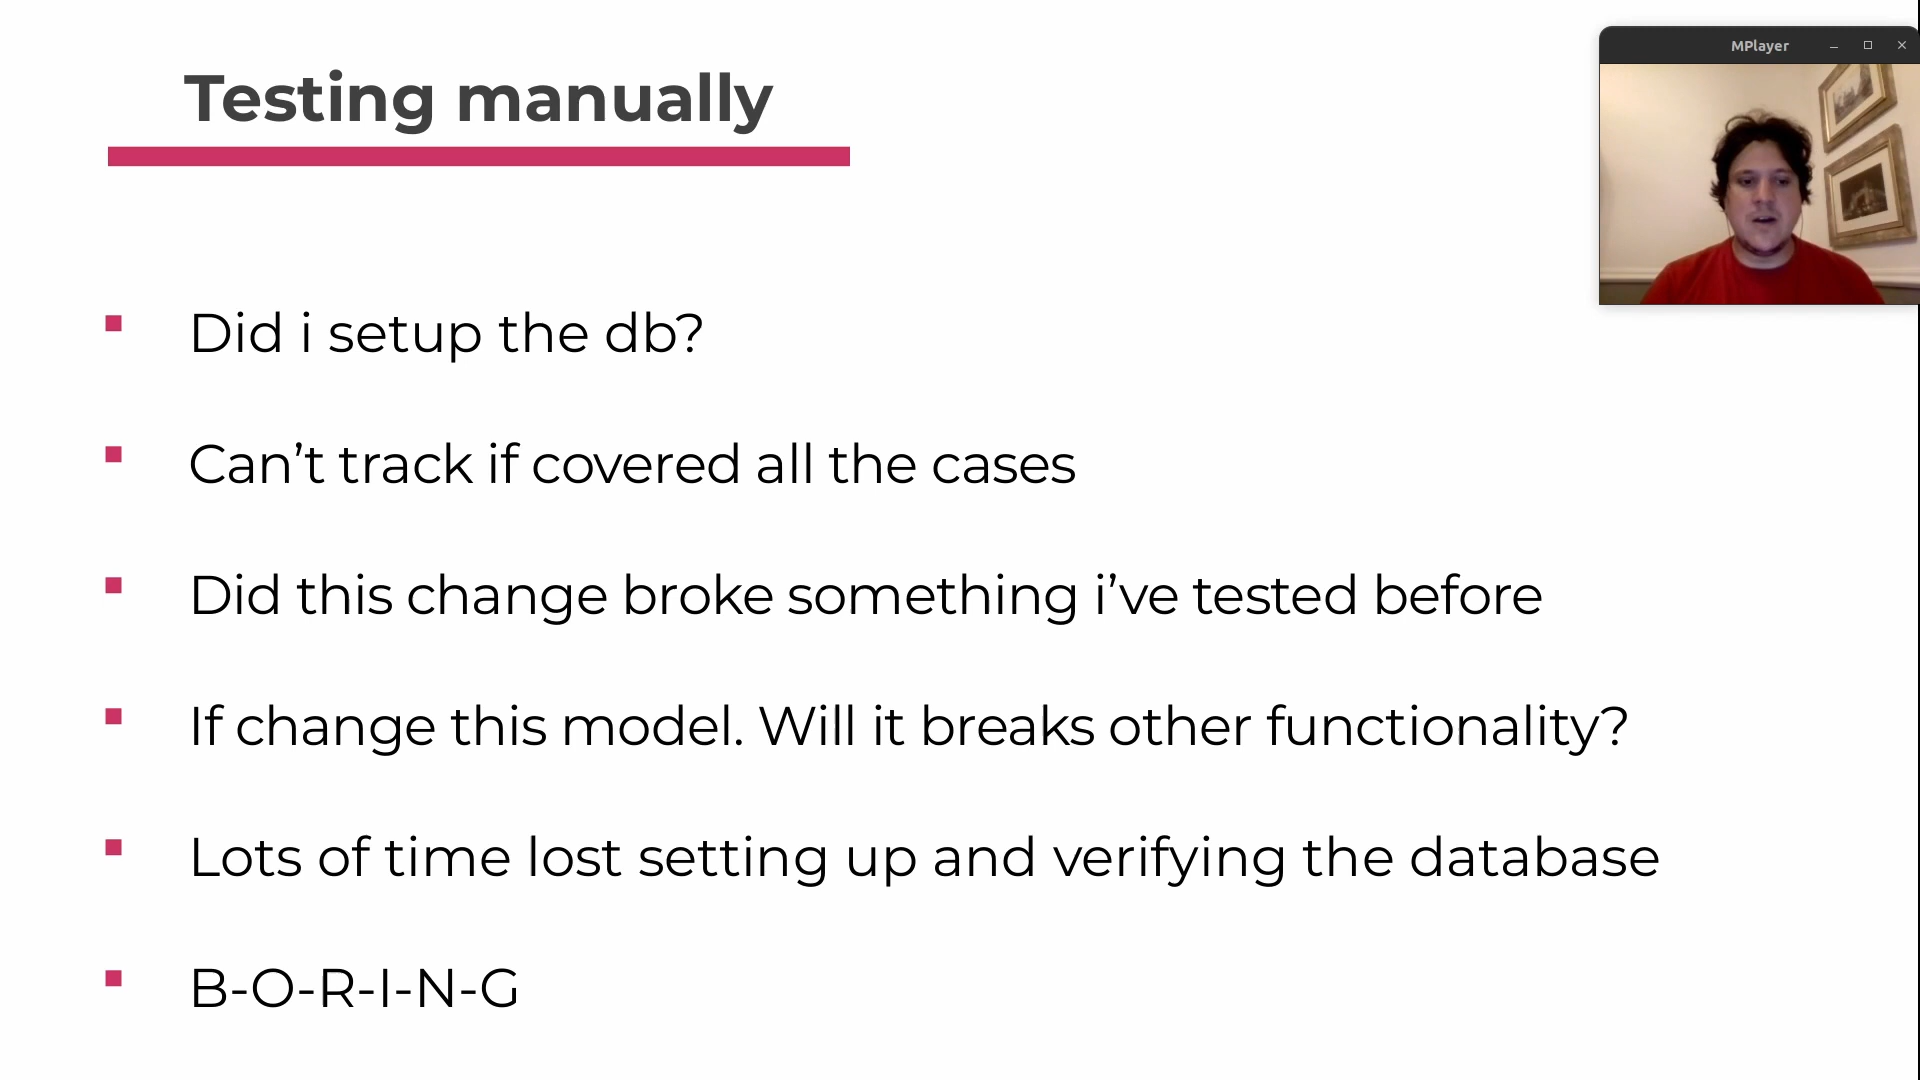 Testing manually
MPlayer
Did i setup the db?
Can’t track if covered all the cases
Did this change broke something i’ve tested before
If change this model. Will it breaks other functionality?
Lots of time lost setting up and verifying the database
B-O-R-I-N-G